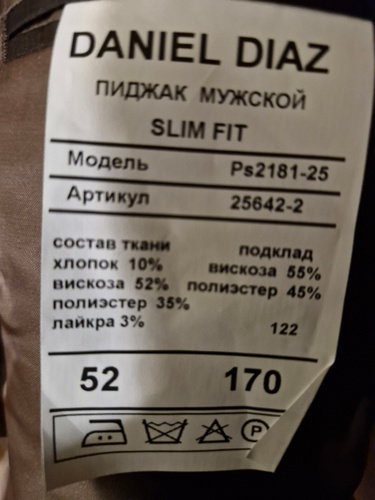 DANIEL DIAZ
ПИДЖАК МУЖСКОЙ
SLIM FIT
Модель Ps2181-25
Артикул 25642-2
состав ткани подклад
хлопок 10% вискоза 55%
вискоза 52% полиэстер 45%
полиэстер 35%
лайкра 3% 122
52 170
P